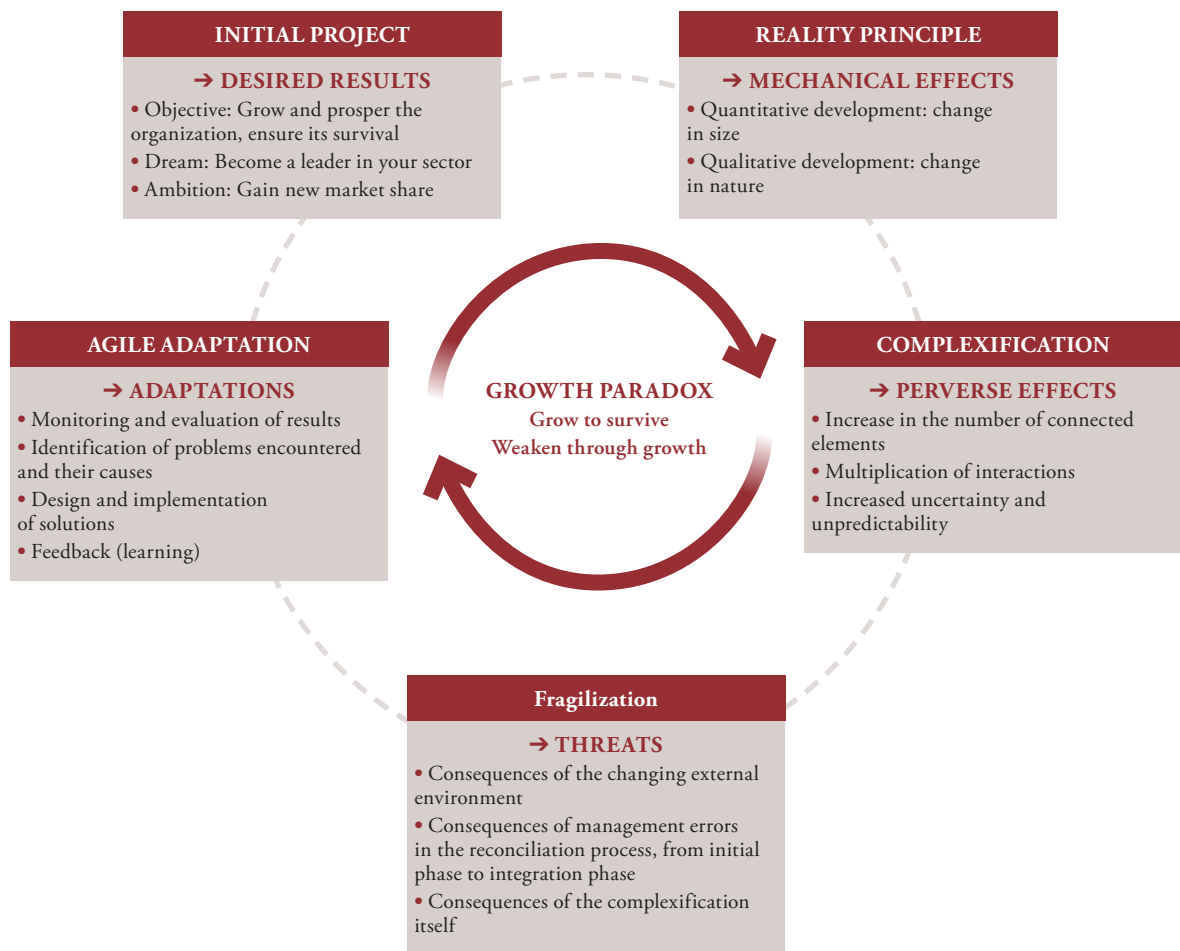 INITIAL PROJECT
➔ DESIRED RESULTS
• Objective: Grow and prosper the
organization, ensure its survival
• Dream: Become a leader in your sector
• Ambition: Gain new market share
REALITY PRINCIPLE
➔ MECHANICAL EFFECTS
• Quantitative development: change
in size
• Qualitative development: change
in nature
AGILE ADAPTATION
➔ ADAPTATIONS
• Monitoring and evaluation of results
• Identification of problems encountered
and their causes
• Design and implementation
of solutions
• Feedback (learning)
GROWTH PARADOX
Grow to survive
Weaken through growth
COMPLEXIFICATION
➔ PERVERSE EFFECTS
• Increase in the number of connected
elements
• Multiplication of interactions
• Increased uncertainty and
unpredictability
Fragilization
➔ THREATS
• Consequences of the changing external
environment
• Consequences of management errors
in the reconciliation process, from initial
phase to integration phase
• Consequences of the complexification
itself